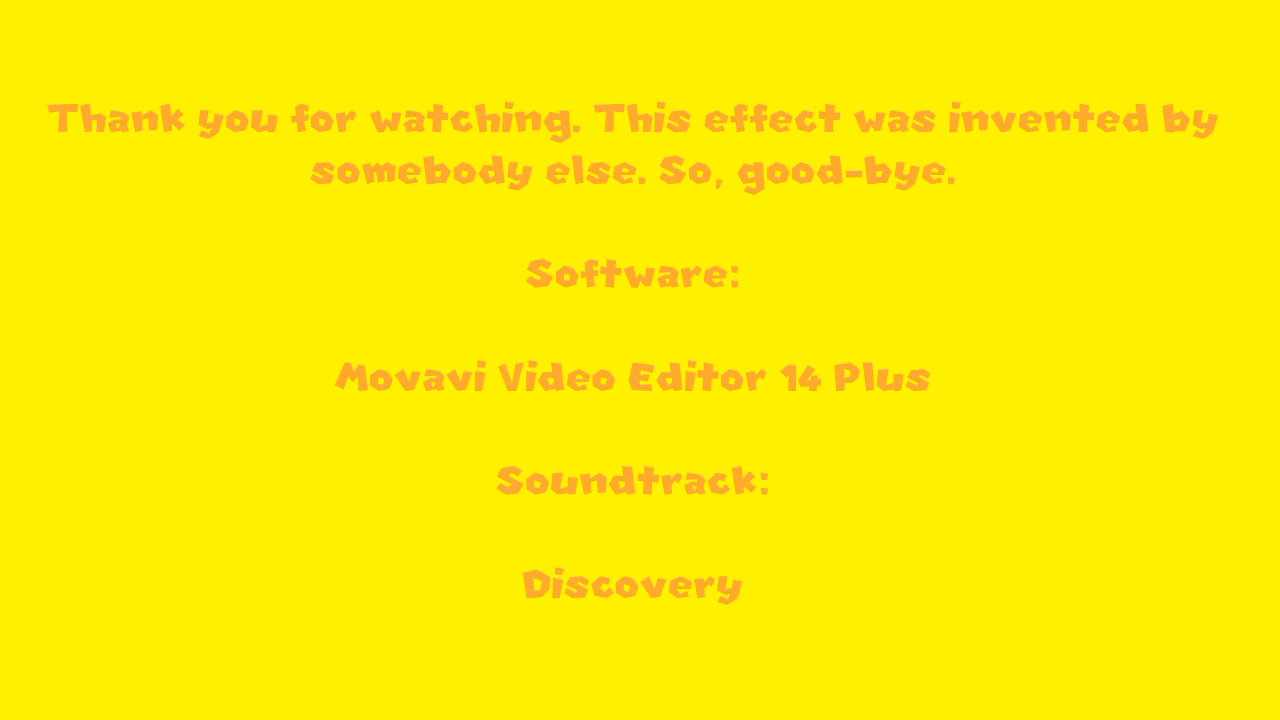 Thank you for watching. This effect was invented by
somebody else. So, good-bye.
Software:
Movavi Video Editor 14 Plus
Soundtrack:
Discovery